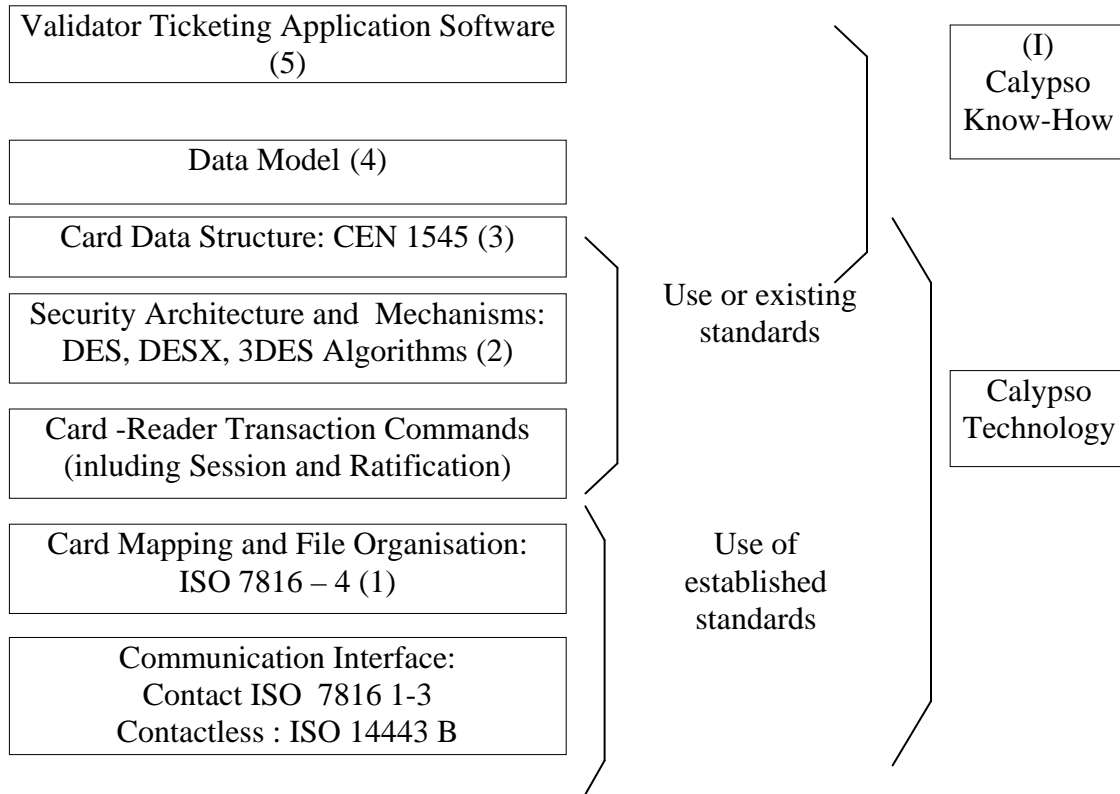 Validator Ticketing Application Software
(5)
Data Model (4)
Card Data Structure: CEN 1545 (3)
Security Architecture and Mechanisms:
DES, DESX, 3DES Algorithms (2)
Card -Reader Transaction Commands
(inluding Session and Ratification)
Card Mapping and File Organisation:
ISO 7816 – 4 (1)
Communication Interface:
Contact ISO 7816 1-3
Contactless : ISO 14443 B
Use or existing
standards
Use of
established
standards
(I)
Calypso
Know-How
Calypso
Technology